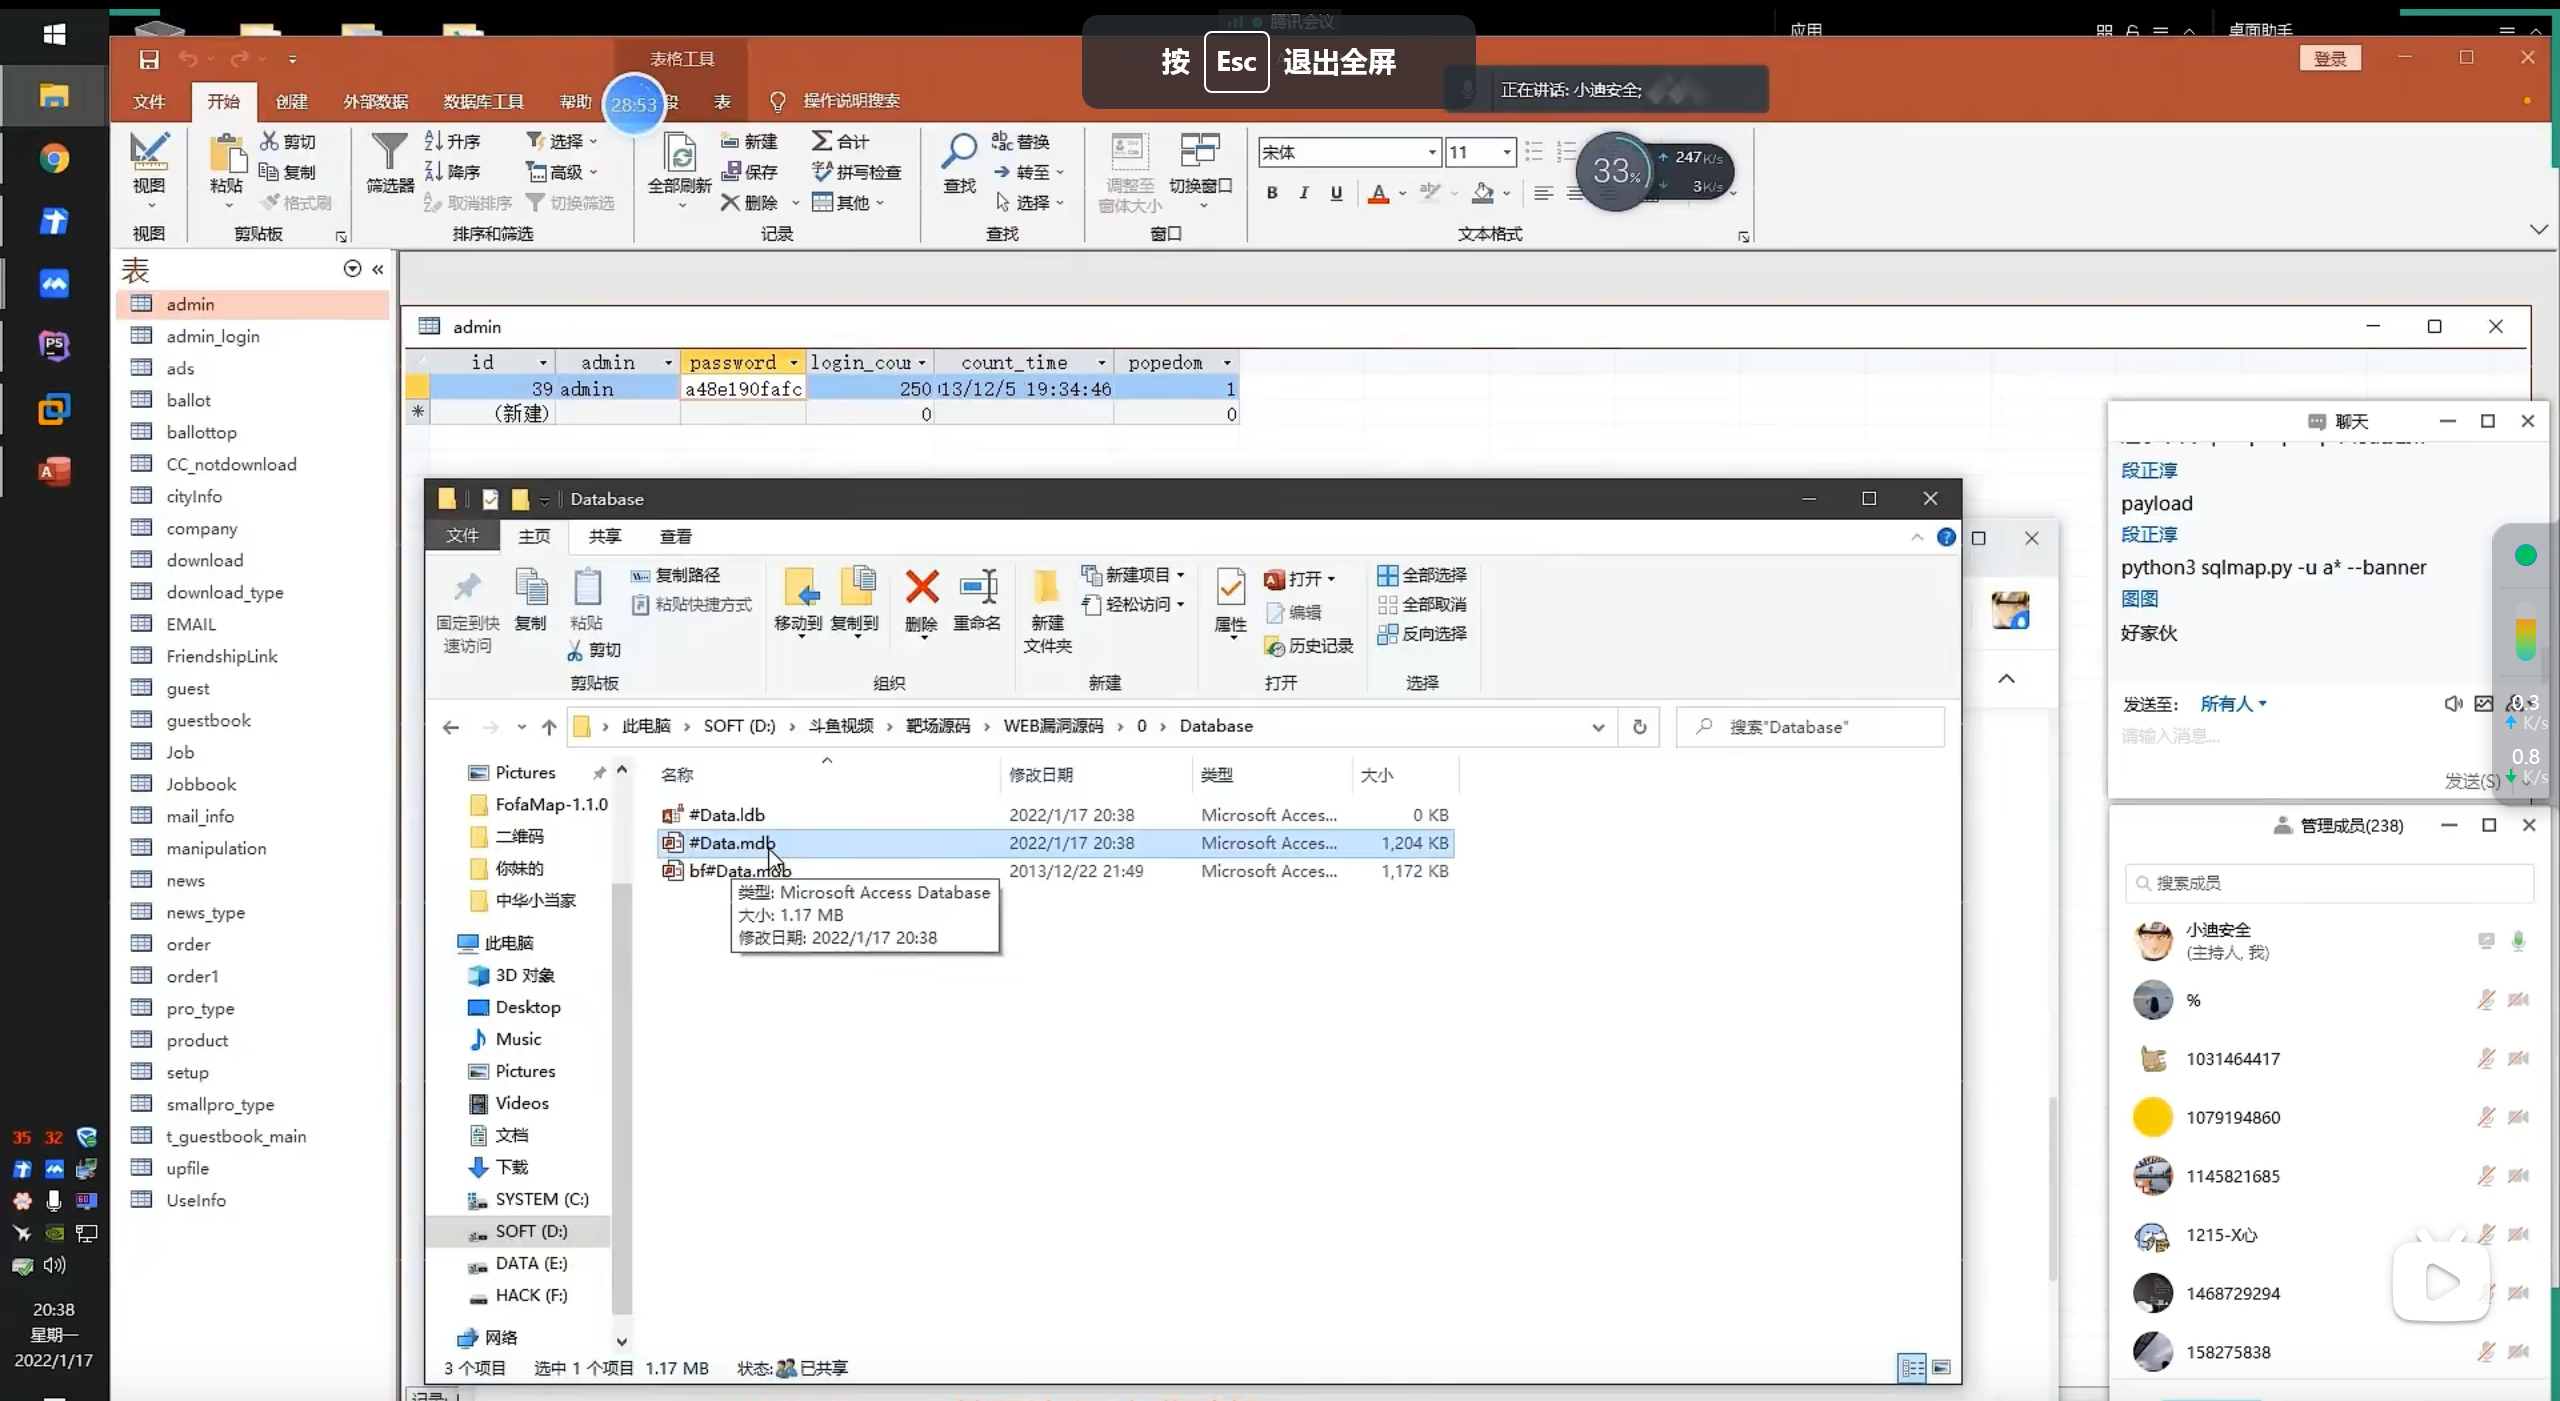 腾讯会议
应用
桌面助手
表格工具
按 Esc 退出全屏
登录
正在讲话: 小迪安全;
文件 开始 创建 外部数据 数据库工具 帮助 28:53 段 表 操作说明搜索
视图
粘贴
剪切
复制
格式刷
筛选器
升序
降序
取消排序
选择
高级
切换筛选
全部刷新
新建
保存
删除
合计
拼写检查
其他
查找
替换
转至
选择
调整至
窗体大小
切换窗口
宋体
11
B I U A
33%
247K/s
3K/s
视图 剪贴板 排序和筛选 记录 查找 窗口 文本格式
表
admin
admin_login
ads
ballot
ballottop
CC_notdownload
cityInfo
company
download
download_type
EMAIL
FriendshipLink
guest
guestbook
Job
Jobbook
mail_info
manipulation
news
news_type
order
order1
pro_type
product
setup
smallpro_type
t_guestbook_main
upfile
UseInfo
admin
id admin password login_cour count_time popedom
39 admin a48e190fafc 250 13/12/5 19:34:46 1
* (新建) 0 0
Database
文件 主页 共享 查看
固定到快
速访问
复制
粘贴
复制路径
粘贴快捷方式
剪切
移动到
复制到
删除
重命名
新建
文件夹
新建项目
轻松访问
属性
打开
编辑
历史记录
全部选择
全部取消
反向选择
剪贴板 组织 新建 打开 选择
此电脑 › SOFT (D:) › 斗鱼视频 › 靶场源码 › WEB漏洞源码 › 0 › Database
搜索"Database"
Pictures
FofaMap-1.1.0
二维码
你妹的
中华小当家
此电脑
3D 对象
Desktop
Music
Pictures
Videos
文档
下载
SYSTEM (C:)
SOFT (D:)
DATA (E:)
HACK (F:)
网络
名称 修改日期 类型 大小
#Data.ldb 2022/1/17 20:38 Microsoft Acces... 0 KB
#Data.mdb 2022/1/17 20:38 Microsoft Acces... 1,204 KB
bf#Data.mdb 2013/12/22 21:49 Microsoft Acces... 1,172 KB
类型: Microsoft Access Database
大小: 1.17 MB
修改日期: 2022/1/17 20:38
3 个项目 选中 1 个项目 1.17 MB 状态: 已共享
聊天
段正淳
payload
段正淳
python3 sqlmap.py -u a* --banner
图图
好家伙
发送至: 所有人
请输入消息...
发送(S)
0.3
K/s
0.8
K/s
管理成员(238)
搜索成员
小迪安全
(主持人, 我)
%
1031464417
1079194860
1145821685
1215-X心
1468729294
158275838
PS
A
35 32
60
20:38
星期一
2022/1/17